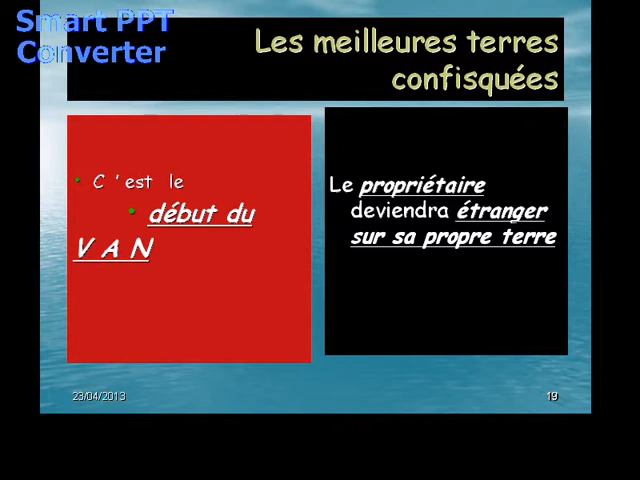 Smart PPT
Converter
Les meilleures terres
confisquées
• C ’ est le
• début du
V A N
Le propriétaire
deviendra étranger
sur sa propre terre
23/04/2013
19